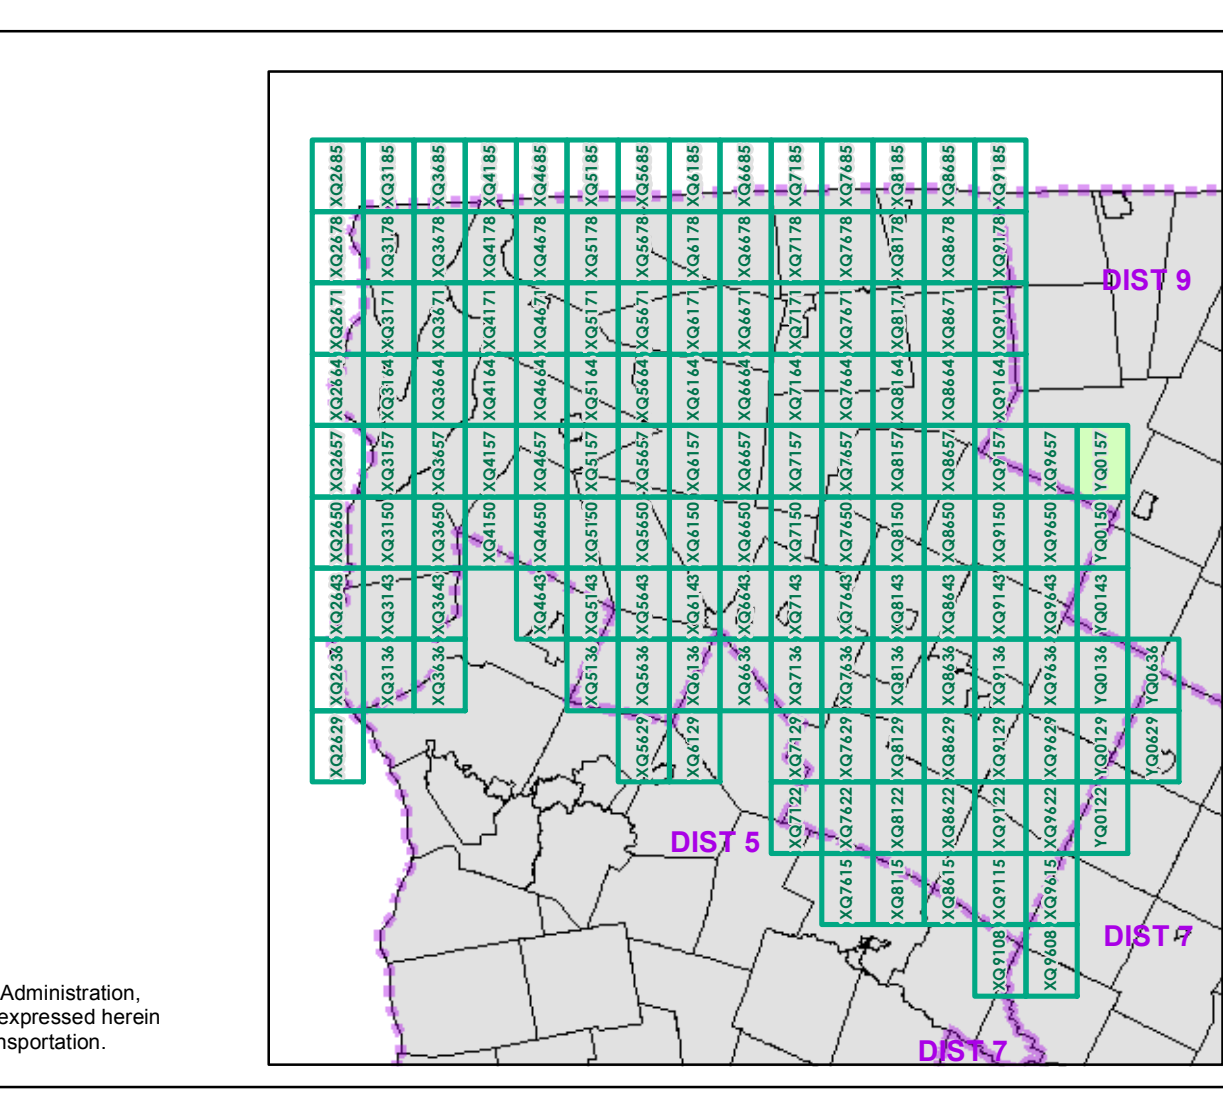 XQ2685 XQ3185 XQ3685 XQ4185 XQ4685 XQ5185 XQ5685 XQ6185 XQ6685 XQ7185 XQ7685 XQ8185 XQ8685 XQ9185
XQ2678 XQ3178 XQ3678 XQ4178 XQ4678 XQ5178 XQ5678 XQ6178 XQ6678 XQ7178 XQ7678 XQ8178 XQ8678 XQ9178
DIST 9
XQ2671 XQ3171 XQ3671 XQ4171 XQ4671 XQ5171 XQ5671 XQ6171 XQ6671 XQ7171 XQ7671 XQ8171 XQ8671 XQ9171
XQ2664 XQ3164 XQ3664 XQ4164 XQ4664 XQ5164 XQ5664 XQ6164 XQ6664 XQ7164 XQ7664 XQ8164 XQ8664 XQ9164
XQ2657 XQ3157 XQ3657 XQ4157 XQ4657 XQ5157 XQ5657 XQ6157 XQ6657 XQ7157 XQ7657 XQ8157 XQ8657 XQ9157 XQ9657 YQ0157
XQ2650 XQ3150 XQ3650 XQ4150 XQ4650 XQ5150 XQ5650 XQ6150 XQ6650 XQ7150 XQ7650 XQ8150 XQ8650 XQ9150 XQ9650 YQ0150
XQ2643 XQ3143 XQ3643 XQ4643 XQ5143 XQ5643 XQ6143 XQ6643 XQ7143 XQ7643 XQ8143 XQ8643 XQ9143 XQ9643 YQ0143
XQ2636 XQ3136 XQ3636 XQ5136 XQ5636 XQ6136 XQ6636 XQ7136 XQ7636 XQ8136 XQ8636 XQ9136 XQ9636 YQ0136 YQ0636
XQ2629 XQ5629 XQ6129 XQ7129 XQ7629 XQ8129 XQ8629 XQ9129 XQ9629 YQ0129 YQ0629
XQ7122 XQ7622 XQ8122 XQ8622 XQ9122 XQ9622 YQ0122
DIST 5
XQ7615 XQ8115 XQ8615 XQ9115 XQ9615
DIST 7
XQ9108 XQ9608
DIST 7
Administration,
expressed herein
nsportation.